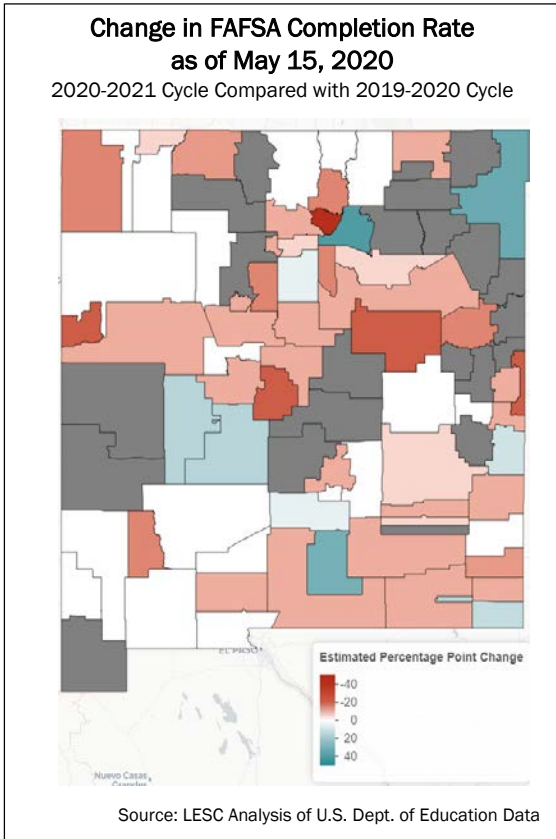 Change in FAFSA Completion Rate
as of May 15, 2020
2020-2021 Cycle Compared with 2019-2020 Cycle
EL PASO
Estimated Percentage Point Change
-40
-20
0
20
40
Nuevo Casas
Grandes
Source: LESC Analysis of U.S. Dept. of Education Data